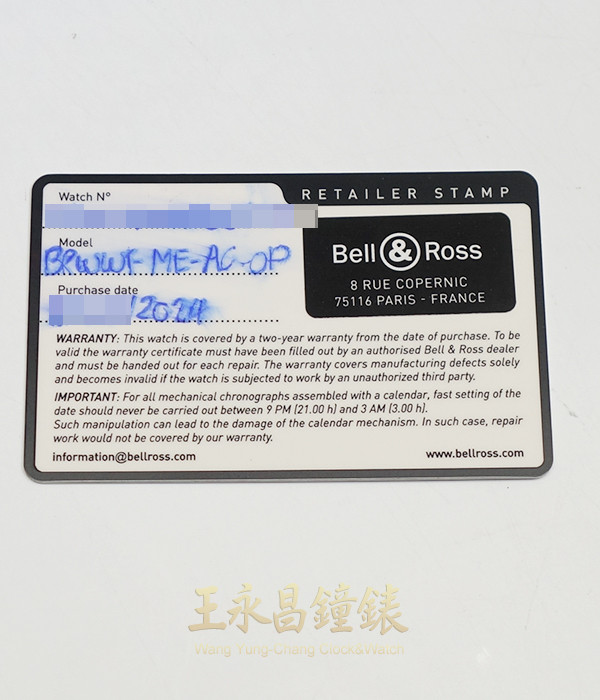 Watch N°
RETAILER STAMP
Model
BRWWF-ME-AG-OP
Bell & Ross
8 RUE COPERNIC
75116 PARIS - FRANCE
Purchase date
/2024
WARRANTY: This watch is covered by a two-year warranty from the date of purchase. To be
valid the warranty certificate must have been filled out by an authorised Bell & Ross dealer
and must be handed out for each repair. The warranty covers manufacturing defects solely
and becomes invalid if the watch is subjected to work by an unauthorized third party.
IMPORTANT: For all mechanical chronographs assembled with a calendar, fast setting of the
date should never be carried out between 9 PM (21.00 h) and 3 AM (3.00 h).
Such manipulation can lead to the damage of the calendar mechanism. In such case, repair
work would not be covered by our warranty.
information@bellross.com
www.bellross.com
王永昌鐘錶
Wang Yung-Chang Clock&Watch